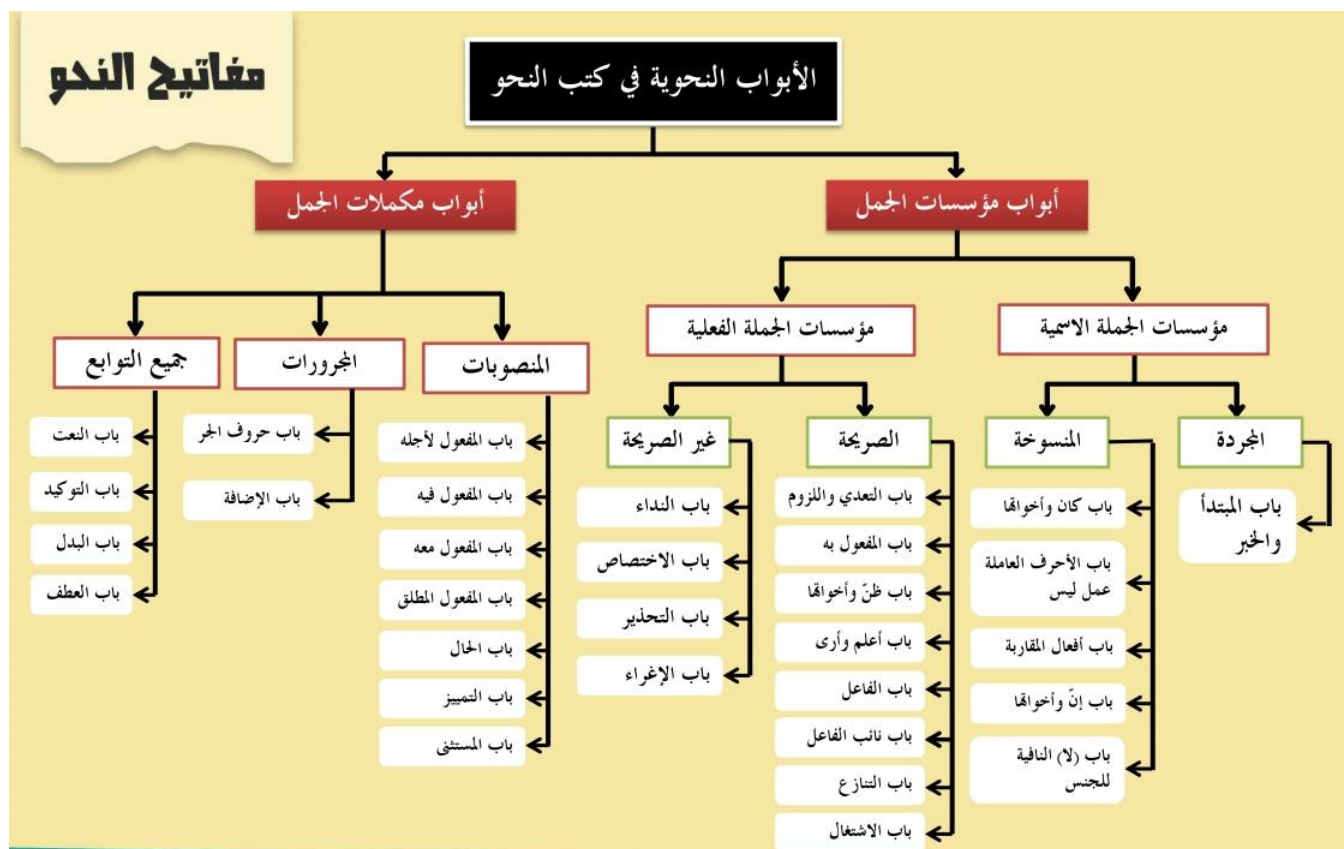 مفاتيح النحو
الأبواب النحوية في كتب النحو
أبواب مؤسسات الجمل
أبواب مكملات الجمل
مؤسسات الجملة الاسمية
مؤسسات الجملة الفعلية
المجردة
باب المبتدأ
والخبر
المنسوخة
باب كان وأخواتها
باب الأحرف العاملة
عمل ليس
باب أفعال المقاربة
باب إنّ وأخواتها
باب (لا) النافية
للجنس
الصريحة
باب التعدي واللزوم
باب المفعول به
باب ظنّ وأخواتها
باب أعلم وأرى
باب الفاعل
باب نائب الفاعل
باب التنازع
باب الاشتغال
غير الصريحة
باب النداء
باب الاختصاص
باب التحذير
باب الإغراء
المنصوبات
باب المفعول لأجله
باب المفعول فيه
باب المفعول معه
باب المفعول المطلق
باب الحال
باب التمييز
باب المستثنى
المجرورات
باب حروف الجر
باب الإضافة
جميع التوابع
باب النعت
باب التوكيد
باب البدل
باب العطف